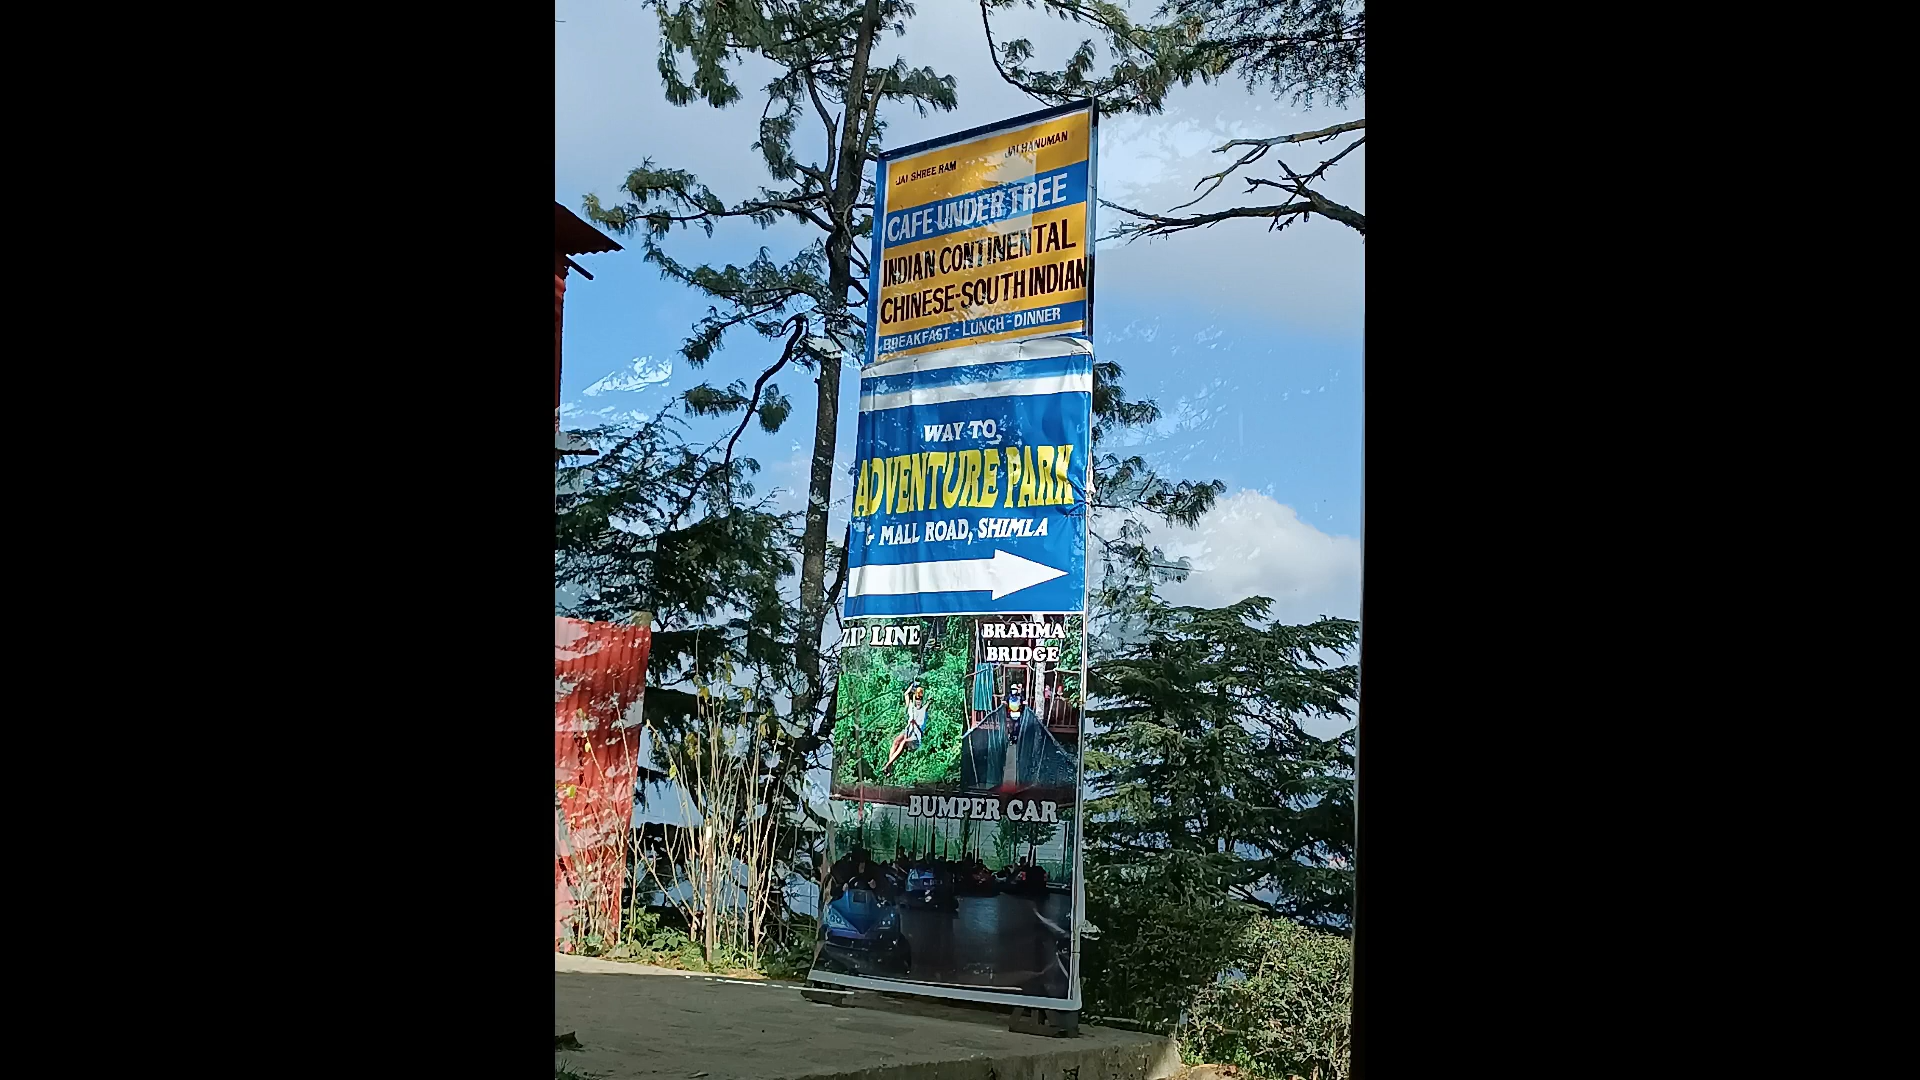 JAI SHREE RAM JAI HANUMAN
CAFE UNDER TREE
INDIAN CONTINENTAL
CHINESE-SOUTH INDIAN
BREAKFAST - LUNCH - DINNER
WAY TO
ADVENTURE PARK
& MALL ROAD, SHIMLA
ZIP LINE
BRAHMA
BRIDGE
BUMPER CAR